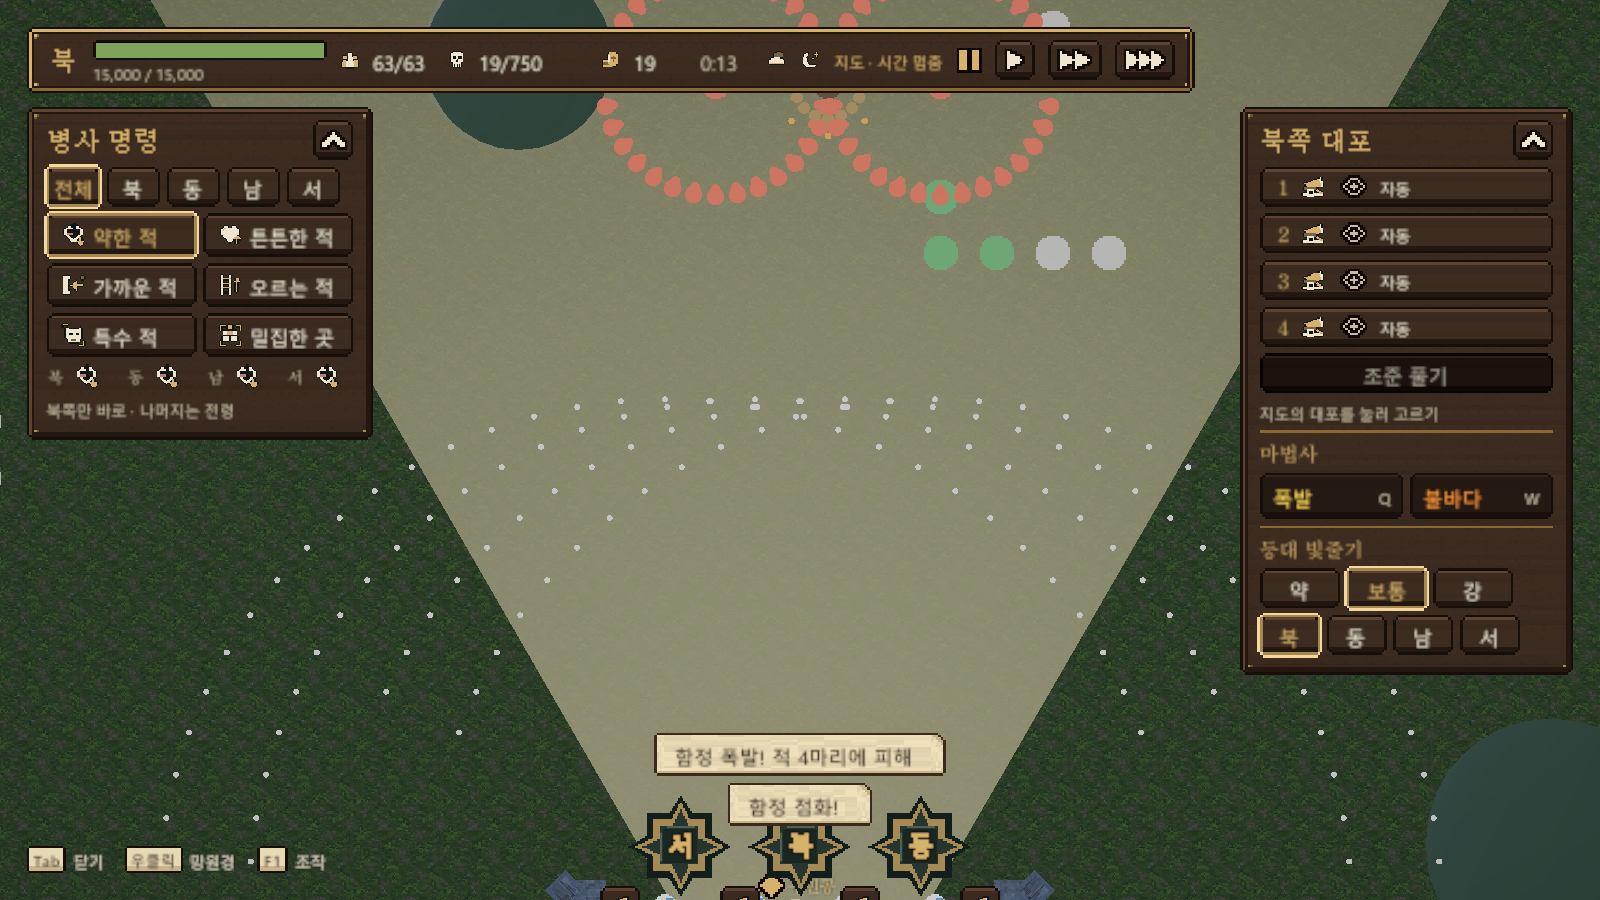 북 15,000 / 15,000 63/63 19/750 19 0:13 지도 · 시간 멈춤
병사 명령
전체 북 동 남 서
약한 적 튼튼한 적
가까운 적 오르는 적
특수 적 밀집한 곳
북 동 남 서
북쪽만 바로 · 나머지는 전령
북쪽 대포
1 자동
2 자동
3 자동
4 자동
조준 풀기
지도의 대포를 눌러 고르기
마법사
폭발 Q 불바다 W
등대 빛줄기
약 보통 강
북 동 남 서
함정 폭발! 적 4마리에 피해
함정 점화!
서 북 동
Tab 닫기 우클릭 망원경 · F1 조작